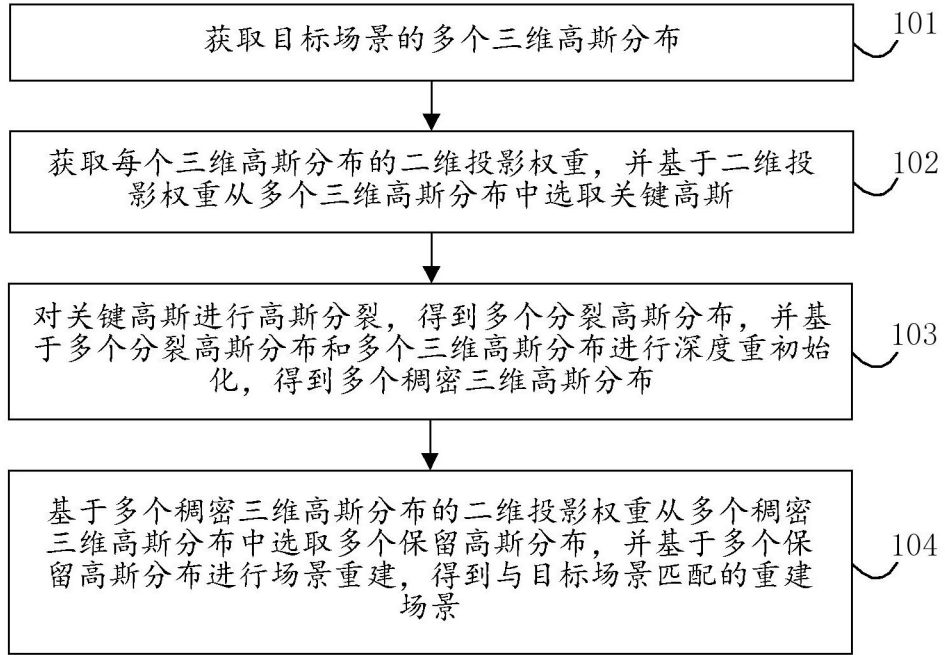 获取目标场景的多个三维高斯分布
101
获取每个三维高斯分布的二维投影权重，并基于二维投
影权重从多个三维高斯分布中选取关键高斯
102
对关键高斯进行高斯分裂，得到多个分裂高斯分布，并基
于多个分裂高斯分布和多个三维高斯分布进行深度重初始
化，得到多个稠密三维高斯分布
103
基于多个稠密三维高斯分布的二维投影权重从多个稠密
三维高斯分布中选取多个保留高斯分布，并基于多个保
留高斯分布进行场景重建，得到与目标场景匹配的重建
场景
104